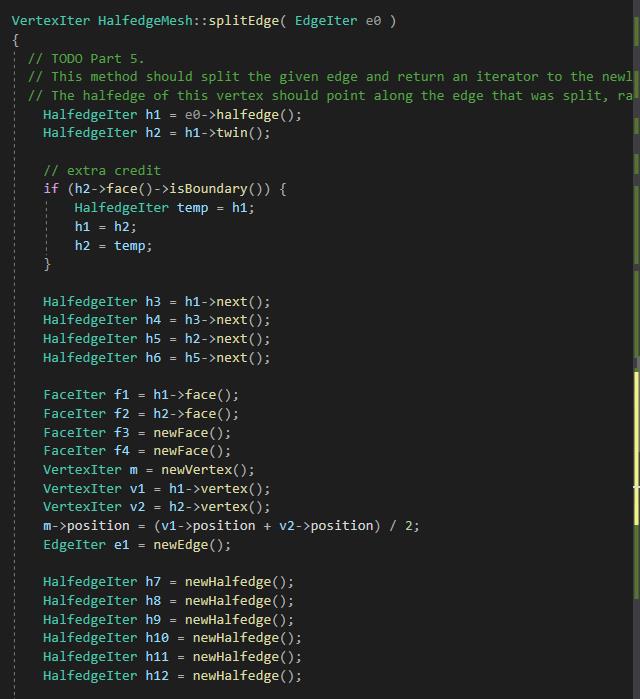 VertexIter HalfedgeMesh::splitEdge( EdgeIter e0 )
{
// TODO Part 5.
// This method should split the given edge and return an iterator to the newl
// The halfedge of this vertex should point along the edge that was split, ra
HalfedgeIter h1 = e0->halfedge();
HalfedgeIter h2 = h1->twin();
// extra credit
if (h2->face()->isBoundary()) {
HalfedgeIter temp = h1;
h1 = h2;
h2 = temp;
}
HalfedgeIter h3 = h1->next();
HalfedgeIter h4 = h3->next();
HalfedgeIter h5 = h2->next();
HalfedgeIter h6 = h5->next();
FaceIter f1 = h1->face();
FaceIter f2 = h2->face();
FaceIter f3 = newFace();
FaceIter f4 = newFace();
VertexIter m = newVertex();
VertexIter v1 = h1->vertex();
VertexIter v2 = h2->vertex();
m->position = (v1->position + v2->position) / 2;
EdgeIter e1 = newEdge();
HalfedgeIter h7 = newHalfedge();
HalfedgeIter h8 = newHalfedge();
HalfedgeIter h9 = newHalfedge();
HalfedgeIter h10 = newHalfedge();
HalfedgeIter h11 = newHalfedge();
HalfedgeIter h12 = newHalfedge();